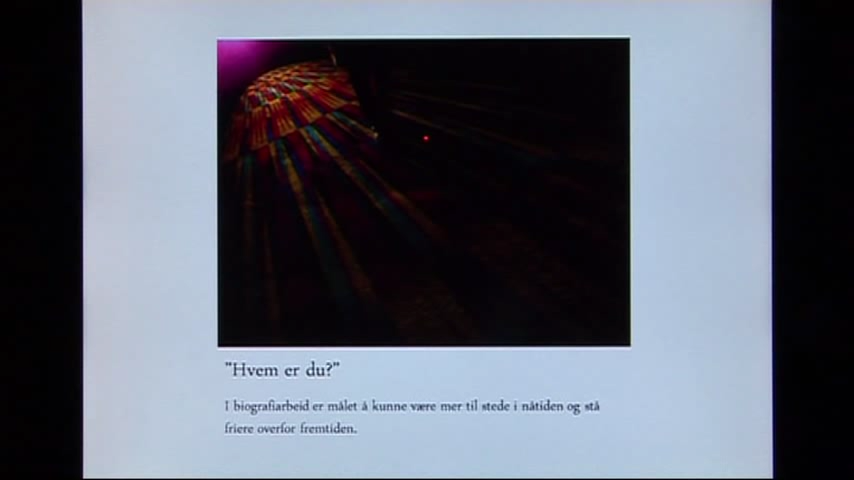 "Hvem er du?"
I biografiarbeid er målet å kunne være mer til stede i nåtiden og stå
friere overfor fremtiden.